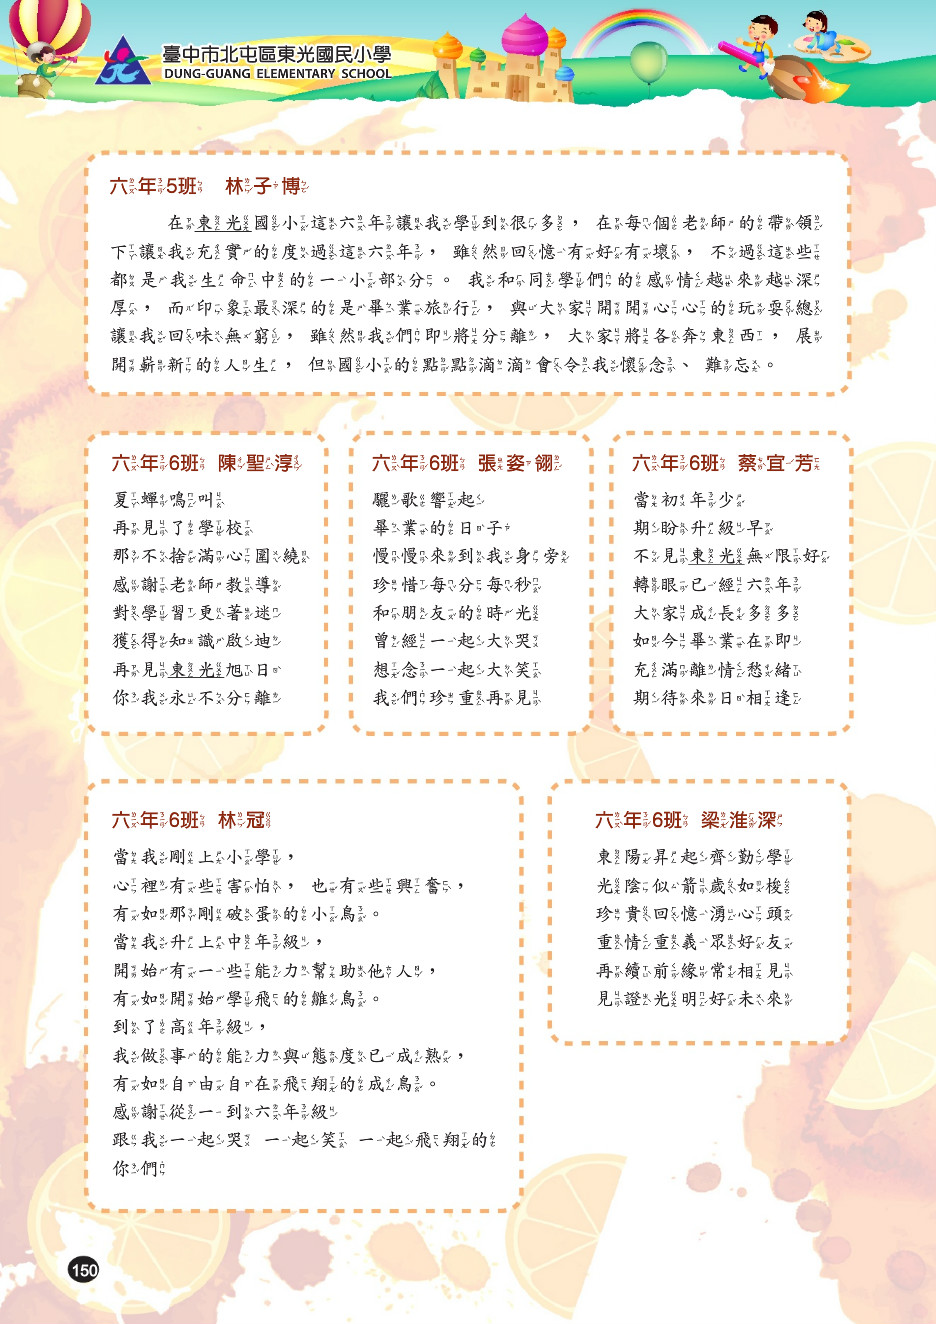 臺中市北屯區東光國民小學
DUNG-GUANG ELEMENTARY SCHOOL
六年5班 林子博
在東光國小這六年讓我學到很多，在每個老師的帶領
下讓我充實的度過這六年，雖然回憶有好有壞，不過這些
都是我生命中的一小部分。我和同學們的感情越來越深
厚，而印象最深的是畢業旅行，與大家開開心心的玩耍總
讓我回味無窮，雖然我們即將分離，大家將各奔東西，展
開嶄新的人生，但國小的點點滴滴會令我懷念、難忘。
六年6班 陳聖淳
夏蟬鳴叫
再見了學校
那不捨滿心圍繞
感謝老師教導
對學習更著迷
獲得知識啟迪
再見東光旭日
你我永不分離
六年6班 張姿翎
驪歌響起
畢業的日子
慢慢來到我身旁
珍惜每分每秒
和朋友的時光
曾經一起大哭
想念一起大笑
我們珍重再見
六年6班 蔡宜芳
當初年少
期盼升級早
不見東光無限好
轉眼已經六年
大家成長多多
如今畢業在即
充滿離情愁緒
期待來日相逢
六年6班 林冠
當我剛上小學，
心裡有些害怕，也有些興奮，
有如那剛破蛋的小鳥。
當我升上中年級，
開始有一些能力幫助他人，
有如開始學飛的雛鳥。
到了高年級，
我做事的能力與態度已成熟，
有如自由自在飛翔的成鳥。
感謝從一到六年級
跟我一起哭 一起笑 一起飛翔的
你們
六年6班 梁淮深
東陽昇起齊勤學
光陰似箭歲如梭
珍貴回憶湧心頭
重情重義眾好友
再續前緣常相見
見證光明好未來
150